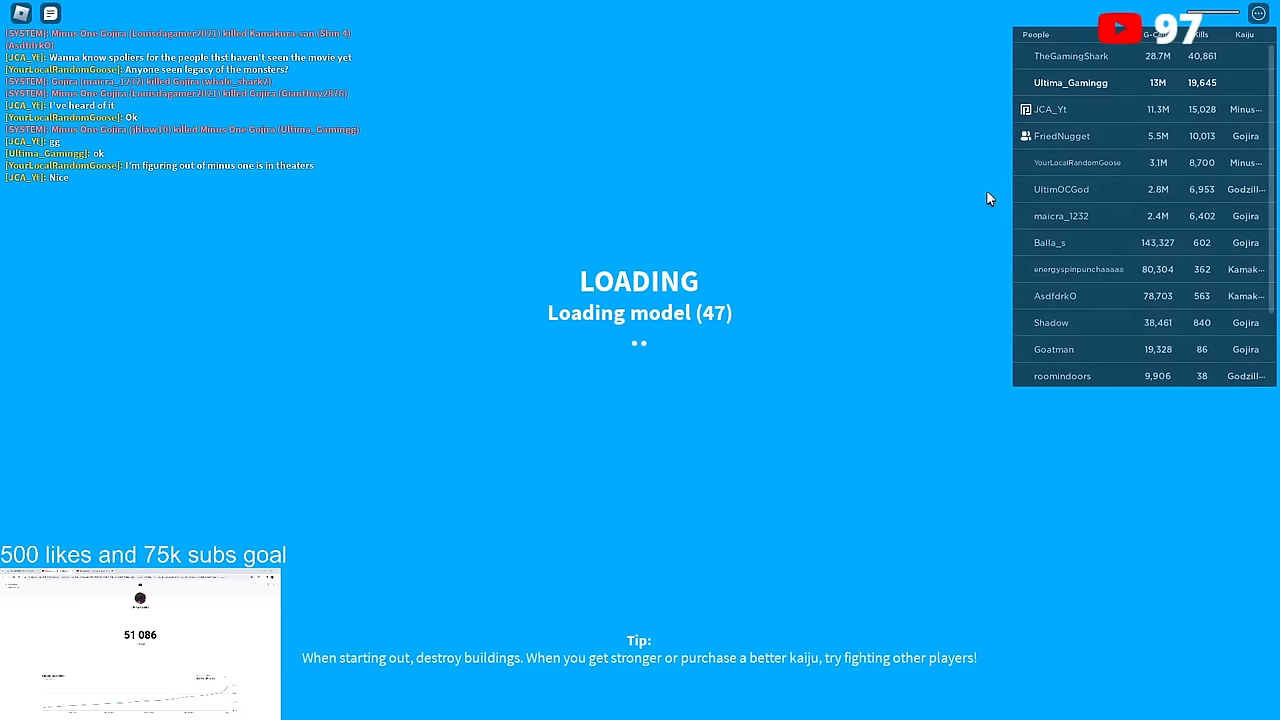 [SYSTEM]: Minus One Gojira (Louisdagamer2021) killed Kamakura-san (Shin 4)
(AsdfdrkO)
[JCA_Yt]: Wanna know spoliers for the people that haven't seen the movie yet
[YourLocalRandomGoose]: Anyone seen legacy of the monsters?
[SYSTEM]: Gojira (maicra_1232) killed Gojira (whale_shark2)
[SYSTEM]: Minus One Gojira (Louisdagamer2021) killed Gojira (Giantboy2876)
[JCA_Yt]: I've heard of it
[YourLocalRandomGoose]: Ok
[SYSTEM]: Minus One Gojira (jblaw10) killed Minus One Gojira (Ultima_Gamingg)
[JCA_Yt]: gg
[Ultima_Gamingg]: ok
[YourLocalRandomGoose]: I'm figuring out of minus one is in theaters
[JCA_Yt]: Nice
97
People Kaiju
TheGamingShark 28.7M 40,861
Ultima_Gamingg 13M 19,645
JCA_Yt 11.3M 15,028 Minus...
FriedNugget 5.5M 10,013 Gojira
YourLocalRandomGoose 3.1M 8,700 Minus...
UltimOCGod 2.8M 6,953 Godzill...
maicra_1232 2.4M 6,402 Gojira
Balla_s 143,327 602 Gojira
energyspinpunchaaaaa 80,304 362 Kamak...
AsdfdrkO 78,703 563 Kamak...
Shadow 38,461 840 Gojira
Goatman 19,328 86 Gojira
roomindoors 9,906 38 Godzill...
LOADING
Loading model (47)
500 likes and 75k subs goal
51 086
Tip:
When starting out, destroy buildings. When you get stronger or purchase a better kaiju, try fighting other players!